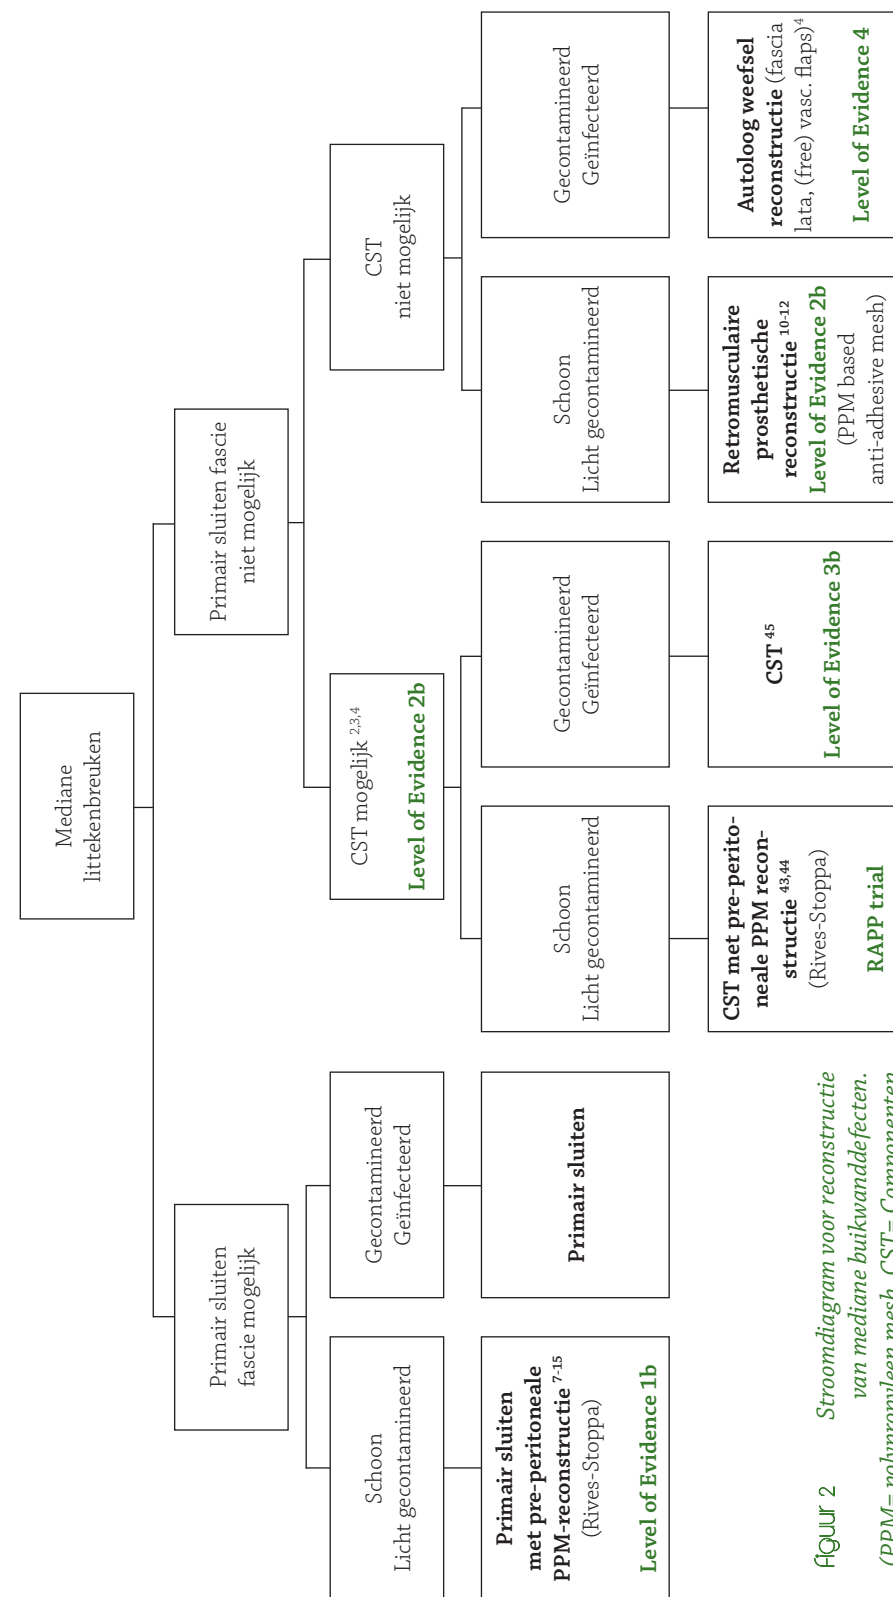 Mediane
littekenbreuken
Primair sluiten
fascie mogelijk
Primair sluiten fascie
niet mogelijk
Schoon
Licht gecontamineerd
Gecontamineerd
Geïnfecteerd
CST mogelijk 2,3,4
Level of Evidence 2b
CST
niet mogelijk
Primair sluiten
met pre-peritoneale
PPM-reconstructie 7-15
(Rives-Stoppa)
Level of Evidence 1b
Primair sluiten
Schoon
Licht gecontamineerd
Gecontamineerd
Geïnfecteerd
Schoon
Licht gecontamineerd
Gecontamineerd
Geïnfecteerd
CST met pre-perito-
neale PPM recon-
structie 43,44
(Rives-Stoppa)
RAPP trial
CST 45
Level of Evidence 3b
Retromusculaire
prosthetische
reconstructie 10-12
Level of Evidence 2b
(PPM based
anti-adhesive mesh)
Autoloog weefsel
reconstructie (fascia
lata, (free) vasc. flaps)4
Level of Evidence 4
Figuur 2 Stroomdiagram voor reconstructie
van mediane buikwanddefecten.
(PPM= polypropyleen mesh, CST= Componenten